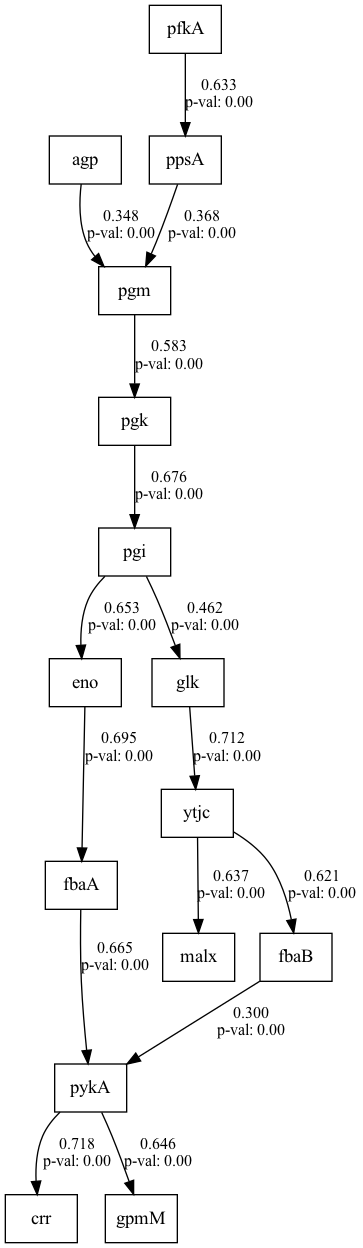 pfkA
0.633
p-val: 0.00
agp
ppsA
0.348
p-val: 0.00
0.368
p-val: 0.00
pgm
0.583
p-val: 0.00
pgk
0.676
p-val: 0.00
pgi
0.653
p-val: 0.00
0.462
p-val: 0.00
eno
glk
0.695
p-val: 0.00
0.712
p-val: 0.00
ytjc
fbaA
0.637
p-val: 0.00
0.621
p-val: 0.00
malx
fbaB
0.665
p-val: 0.00
0.300
p-val: 0.00
pykA
0.718
p-val: 0.00
0.646
p-val: 0.00
crr
gpmM